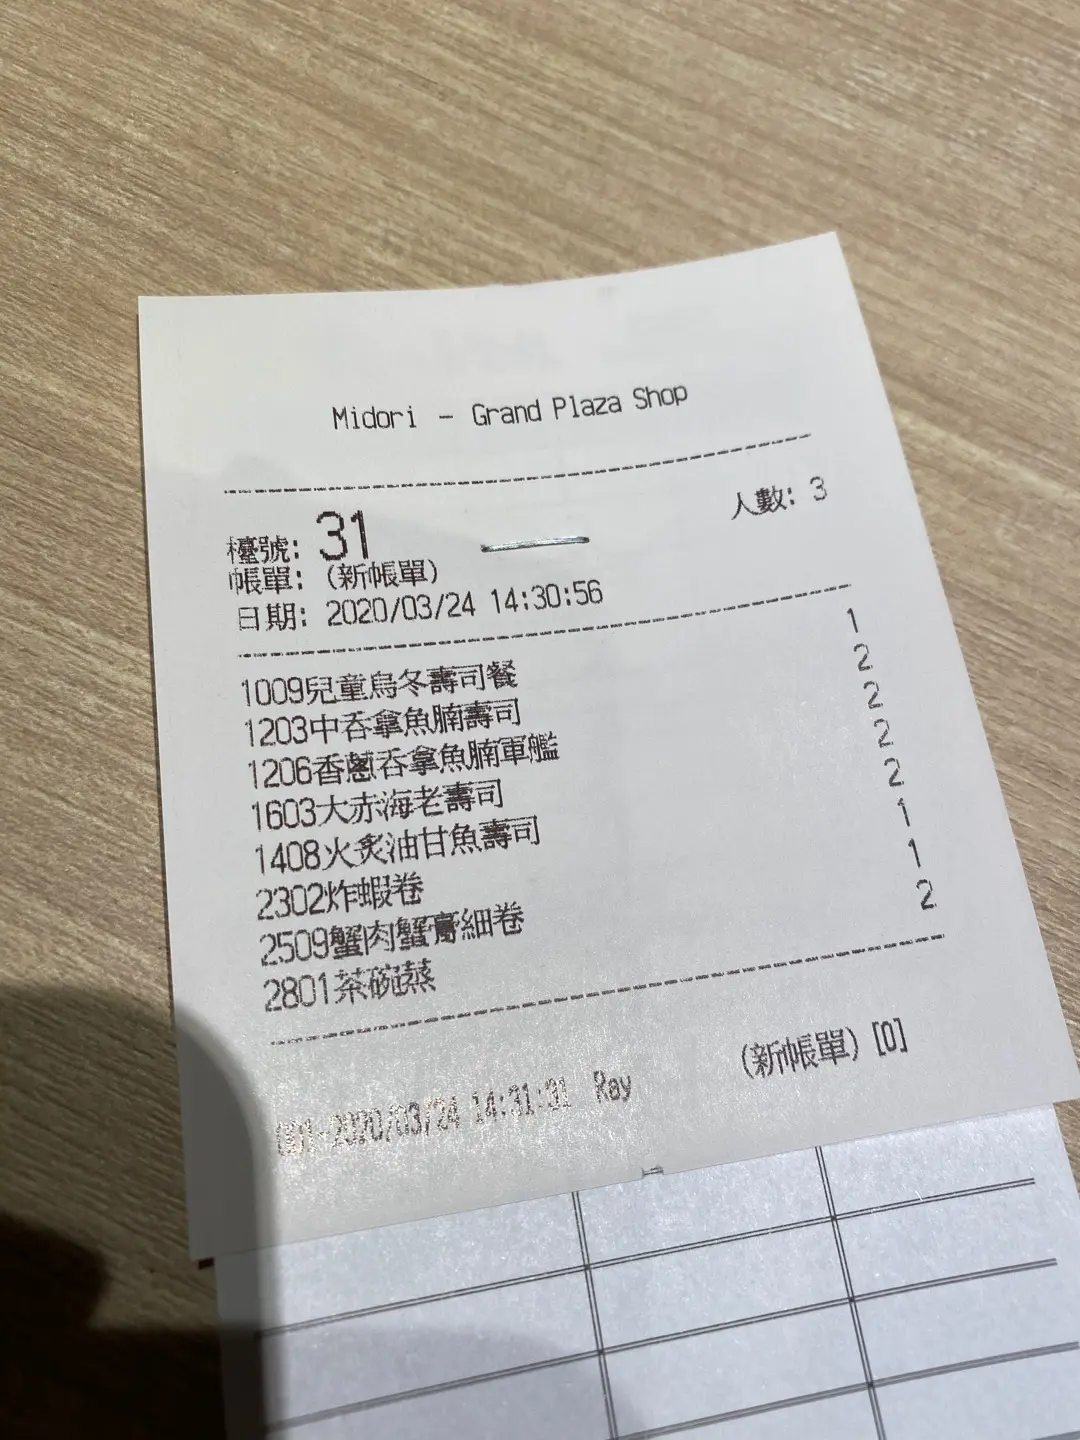 Midori - Grand Plaza Shop
檯號: 31 人數: 3
帳單: (新帳單)
日期: 2020/03/24 14:30:56
1009兒童烏冬壽司餐 1
1203中吞拿魚腩壽司 2
1206香蔥吞拿魚腩軍艦 2
1603大赤海老壽司 2
1408火炙油甘魚壽司 2
2302炸蝦卷 1
2509蟹肉蟹膏細卷 1
2801茶碗蒸 2
(新帳單) [0]
001-2020/03/24 14:31:31 Ray